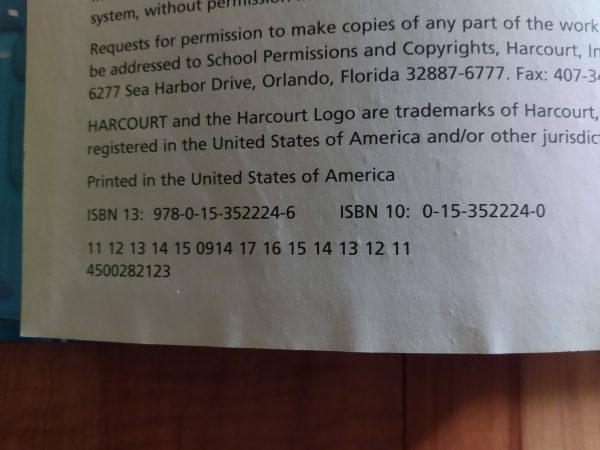 system, without permission
Requests for permission to make copies of any part of the work
be addressed to School Permissions and Copyrights, Harcourt,
6277 Sea Harbor Drive, Orlando, Florida 32887-6777. Fax:
HARCOURT and the Harcourt Logo are trademarks of Harcourt,
registered in the United States of America and/or other
Printed in the United States of America
ISBN 13: 978-0-15-352224-6 ISBN 10: 0-15-352224-0
11 12 13 14 15 0914 17 16 15 14 13 12 11
4500282123